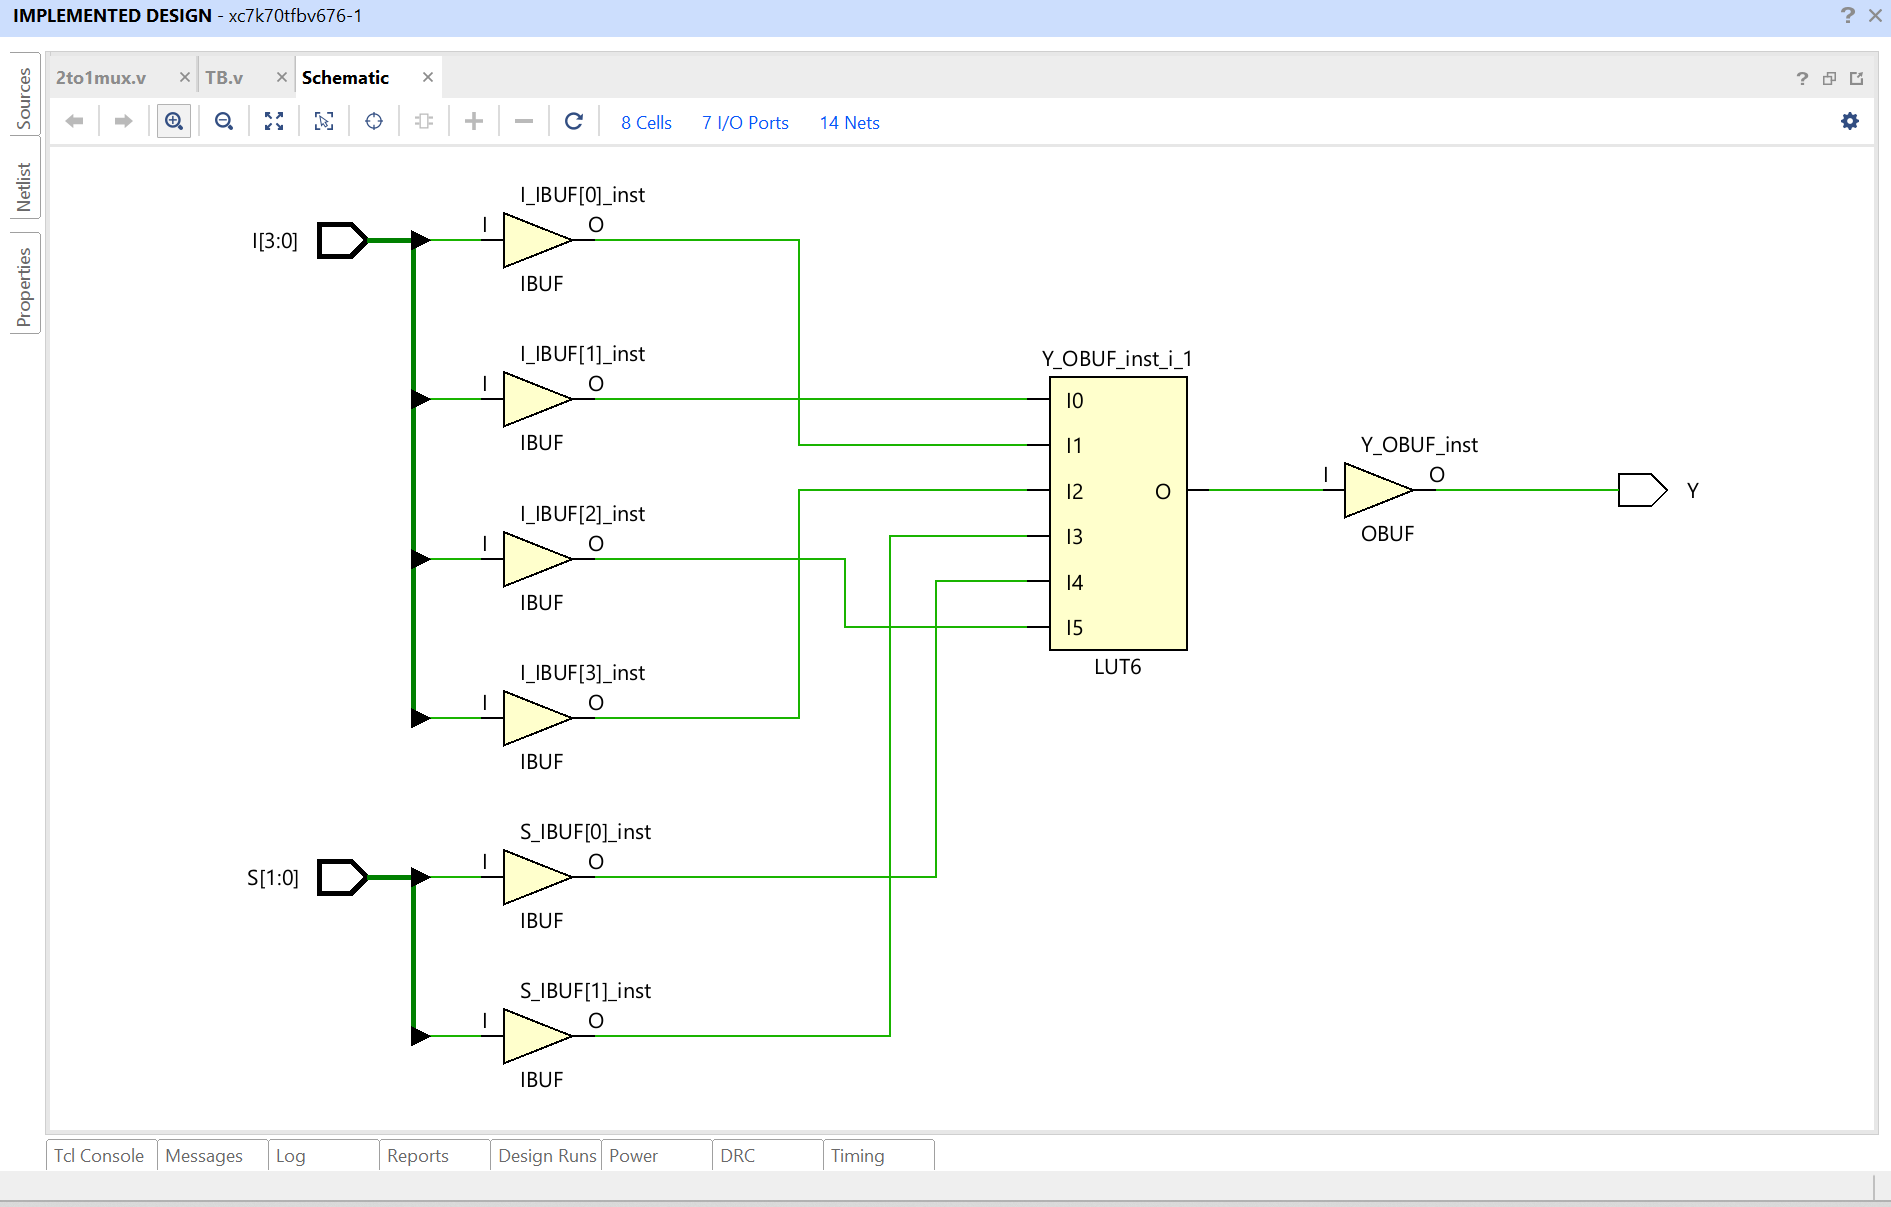 IMPLEMENTED DESIGN - xc7k70tfbv676-1
Sources
Netlist
Properties
2to1mux.v
TB.v
Schematic
8 Cells
7 I/O Ports
14 Nets
I[3:0]
I_IBUF[0]_inst
I
O
IBUF
I_IBUF[1]_inst
I
O
IBUF
I_IBUF[2]_inst
I
O
IBUF
I_IBUF[3]_inst
I
O
IBUF
S[1:0]
S_IBUF[0]_inst
I
O
IBUF
S_IBUF[1]_inst
I
O
IBUF
Y_OBUF_inst_i_1
I0
I1
I2
I3
I4
I5
O
LUT6
Y_OBUF_inst
I
O
OBUF
Y
Tcl Console
Messages
Log
Reports
Design Runs
Power
DRC
Timing